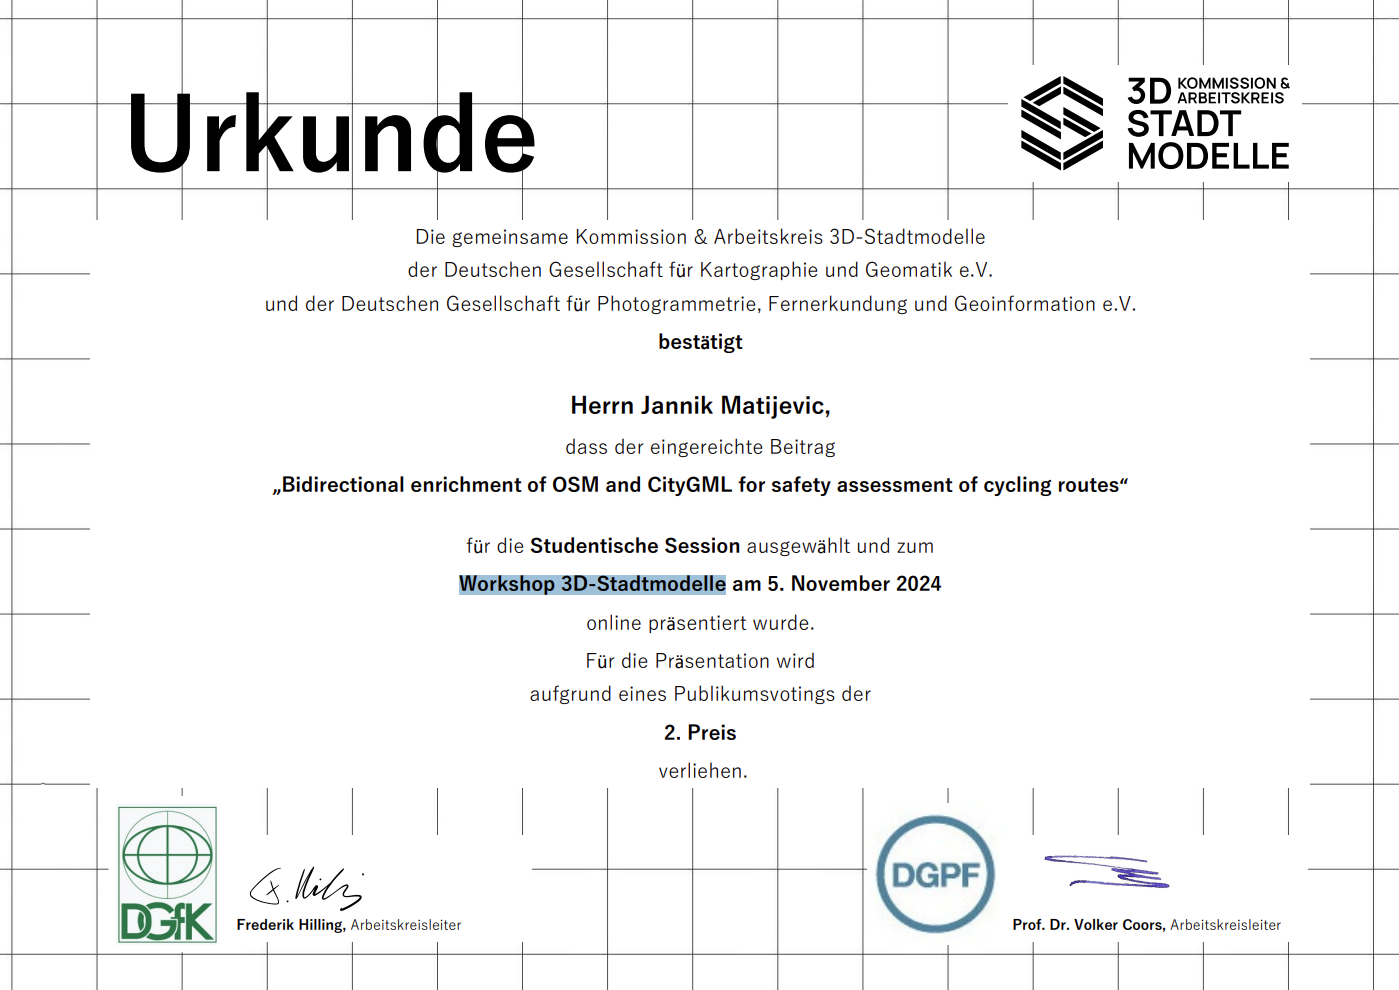 Urkunde
3D KOMMISSION &
ARBEITSKREIS
STADT
MODELLE
Die gemeinsame Kommission & Arbeitskreis 3D-Stadtmodelle
der Deutschen Gesellschaft für Kartographie und Geomatik e.V.
und der Deutschen Gesellschaft für Photogrammetrie, Fernerkundung und Geoinformation e.V.
bestätigt
Herrn Jannik Matijevic,
dass der eingereichte Beitrag
„Bidirectional enrichment of OSM and CityGML for safety assessment of cycling routes“
für die Studentische Session ausgewählt und zum
Workshop 3D-Stadtmodelle am 5. November 2024
online präsentiert wurde.
Für die Präsentation wird
aufgrund eines Publikumsvotings der
2. Preis
verliehen.
DGfK
F. Hilling
Frederik Hilling, Arbeitskreisleiter
DGPF
Prof. Dr. Volker Coors, Arbeitskreisleiter